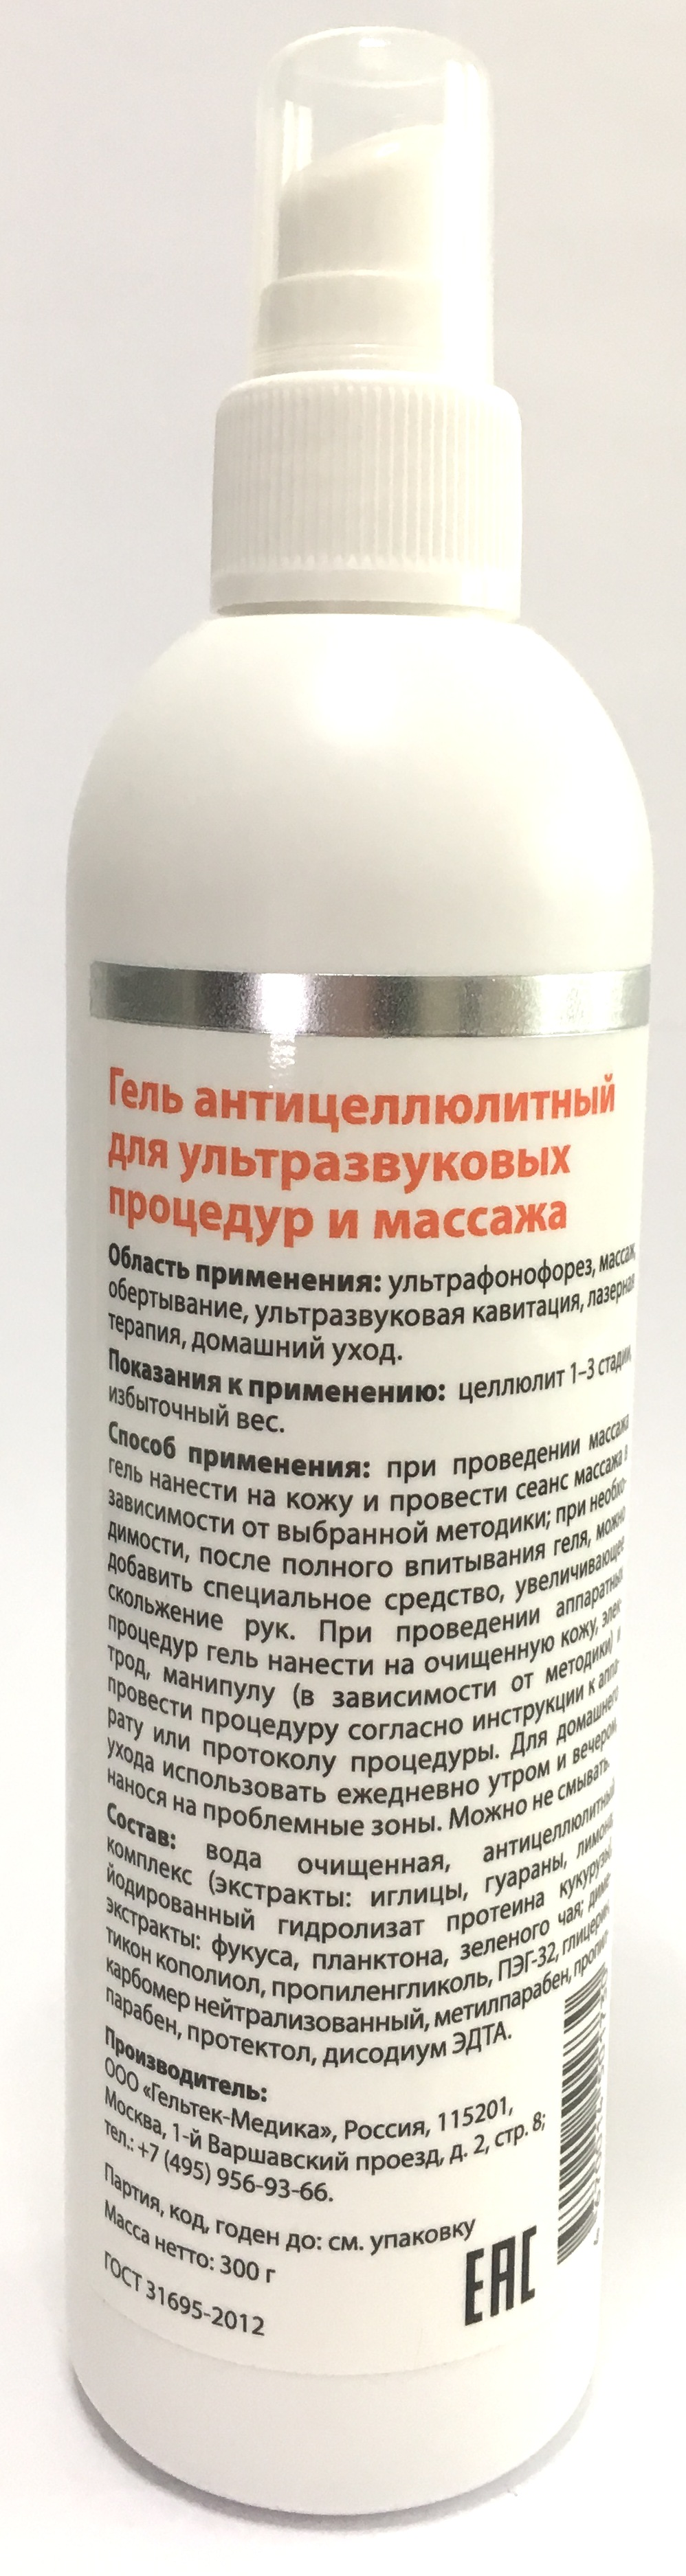 Гель антицеллюлитный
для ультразвуковых
процедур и массажа
Область применения: ультрафонофорез, массаж,
обертывание, ультразвуковая кавитация, лазерная
терапия, домашний уход.
Показания к применению: целлюлит 1-3 стадии,
избыточный вес.
Способ применения: при проведении массажа
гель нанести на кожу и провести сеанс массажа в
зависимости от выбранной методики; при необхо-
димости, после полного впитывания геля, можно
добавить специальное средство, увеличивающее
скольжение рук. При проведении аппаратных
процедур гель нанести на очищенную кожу, элек-
трод, манипулу (в зависимости от методики) и
провести процедуру согласно инструкции к аппа-
рату или протоколу процедуры. Для домашнего
ухода использовать ежедневно утром и вечером,
нанося на проблемные зоны. Можно не смывать.
Состав: вода очищенная, антицеллюлитный
комплекс (экстракты: иглицы, гуараны, лимона,
йодированный гидролизат протеина кукурузы,
экстракты: фукуса, планктона, зеленого чая; диме-
тикон кополиол, пропиленгликоль, ПЭГ-32, глицерин,
карбомер нейтрализованный, метилпарабен, пропил-
парабен, протектол, дисодиум ЭДТА.
Производитель:
ООО «Гельтек-Медика», Россия, 115201,
Москва, 1-й Варшавский проезд, д. 2, стр. 8;
тел.: +7 (495) 956-93-66.
Партия, код, годен до: см. упаковку
Масса нетто: 300 г
ГОСТ 31695-2012
EAC